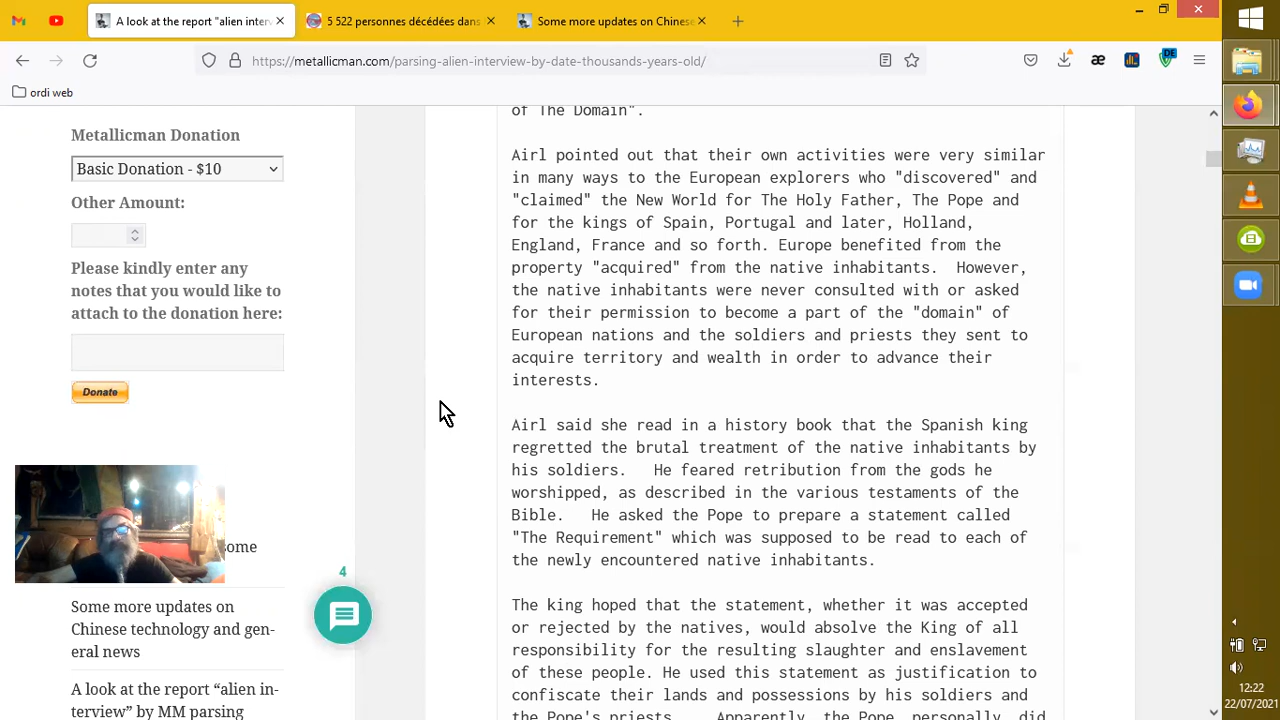 A look at the report "alien inter
5 522 personnes décédées dans
Some more updates on Chinese
https://metallicman.com/parsing-alien-interview-by-date-thousands-years-old/
ordi web
DE
Metallicman Donation
Basic Donation - $10
Other Amount:
Please kindly enter any
notes that you would like to
attach to the donation here:
Donate
some
Some more updates on
Chinese technology and gen-
eral news
A look at the report “alien in-
terview” by MM parsing
4
of The Domain".
Airl pointed out that their own activities were very similar
in many ways to the European explorers who "discovered" and
"claimed" the New World for The Holy Father, The Pope and
for the kings of Spain, Portugal and later, Holland,
England, France and so forth. Europe benefited from the
property "acquired" from the native inhabitants. However,
the native inhabitants were never consulted with or asked
for their permission to become a part of the "domain" of
European nations and the soldiers and priests they sent to
acquire territory and wealth in order to advance their
interests.
Airl said she read in a history book that the Spanish king
regretted the brutal treatment of the native inhabitants by
his soldiers. He feared retribution from the gods he
worshipped, as described in the various testaments of the
Bible. He asked the Pope to prepare a statement called
"The Requirement" which was supposed to be read to each of
the newly encountered native inhabitants.
The king hoped that the statement, whether it was accepted
or rejected by the natives, would absolve the King of all
responsibility for the resulting slaughter and enslavement
of these people. He used this statement as justification to
confiscate their lands and possessions by his soldiers and
the Pope's priests. Apparently, the Pope, personally, did
12:22
22/07/2021